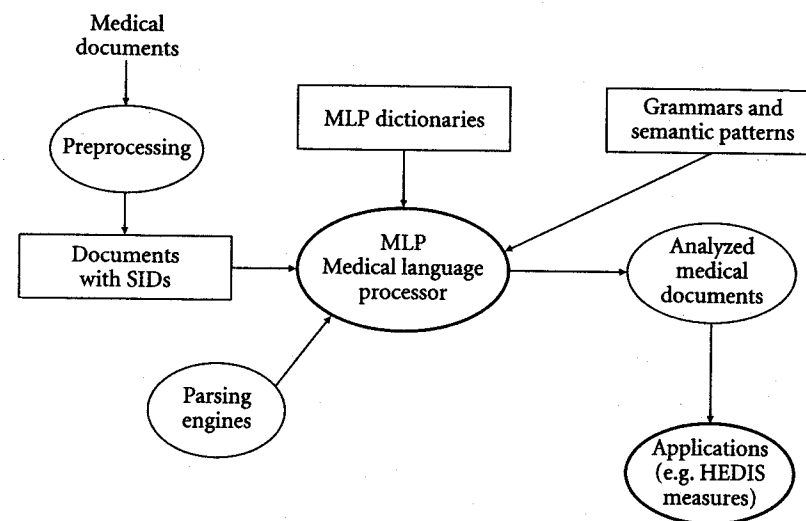 Medical
documents
Preprocessing
Documents
with SIDs
MLP dictionaries
Grammars and
semantic patterns
MLP
Medical language
processor
Analyzed
medical
documents
Parsing
engines
Applications
(e.g. HEDIS
measures)